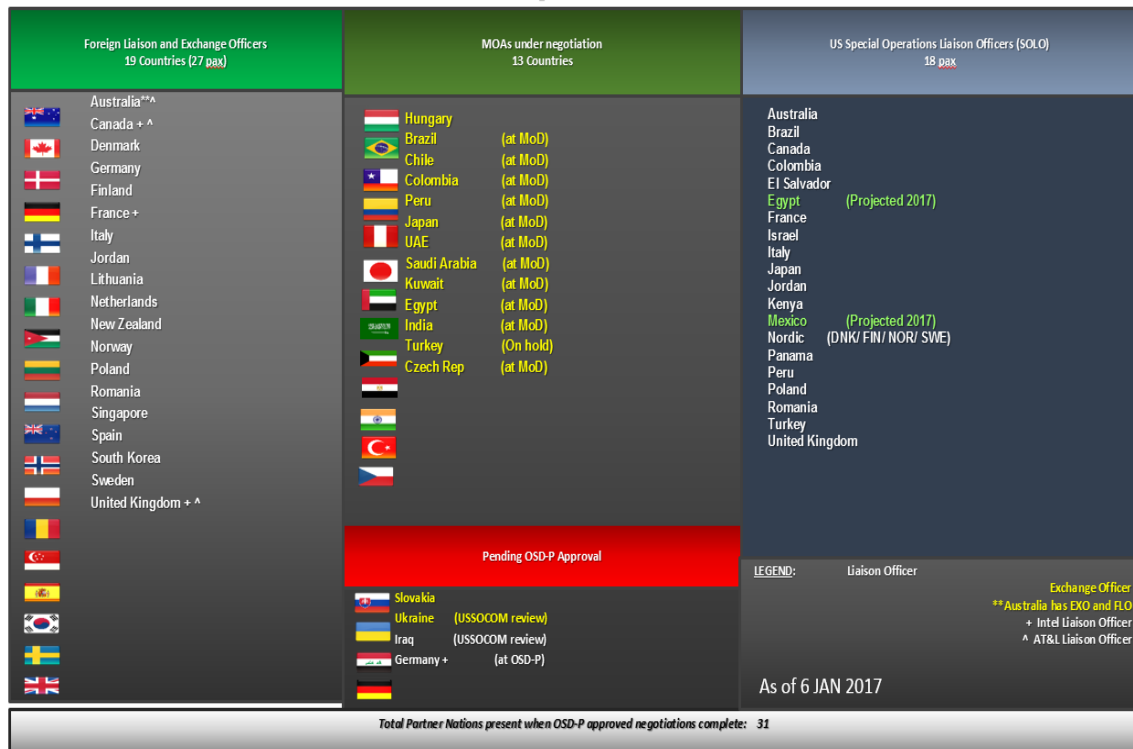 Foreign Liaison and Exchange Officers
19 Countries (27 pax)
Australia**^
Canada + ^
Denmark
Germany
Finland
France +
Italy
Jordan
Lithuania
Netherlands
New Zealand
Norway
Poland
Romania
Singapore
Spain
South Korea
Sweden
United Kingdom + ^
MOAs under negotiation
13 Countries
Hungary
Brazil (at MoD)
Chile (at MoD)
Colombia (at MoD)
Peru (at MoD)
Japan (at MoD)
UAE (at MoD)
Saudi Arabia (at MoD)
Kuwait (at MoD)
Egypt (at MoD)
India (at MoD)
Turkey (On hold)
Czech Rep (at MoD)
Pending OSD-P Approval
Slovakia
Ukraine (USSOCOM review)
Iraq (USSOCOM review)
Germany + (at OSD-P)
US Special Operations Liaison Officers (SOLO)
18 pax
Australia
Brazil
Canada
Colombia
El Salvador
Egypt (Projected 2017)
France
Israel
Italy
Japan
Jordan
Kenya
Mexico (Projected 2017)
Nordic (DNK/ FIN/ NOR/ SWE)
Panama
Peru
Poland
Romania
Turkey
United Kingdom
LEGEND: Liaison Officer
Exchange Officer
**Australia has EXO and FLO
+ Intel Liaison Officer
^ AT&L Liaison Officer
As of 6 JAN 2017
Total Partner Nations present when OSD-P approved negotiations complete: 31